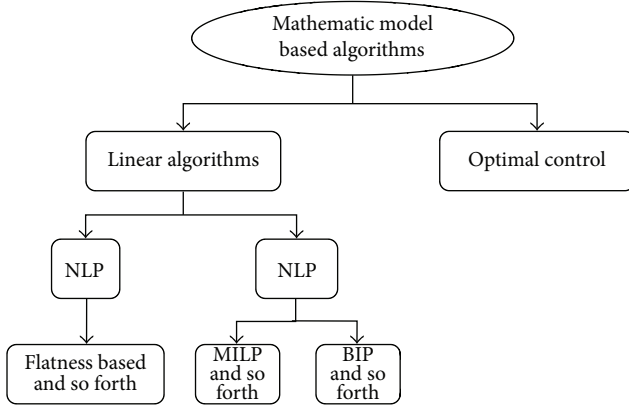 Mathematic model
based algorithms
Linear algorithms
Optimal control
NLP
NLP
Flatness based
and so forth
MILP
and so
forth
BIP
and so
forth